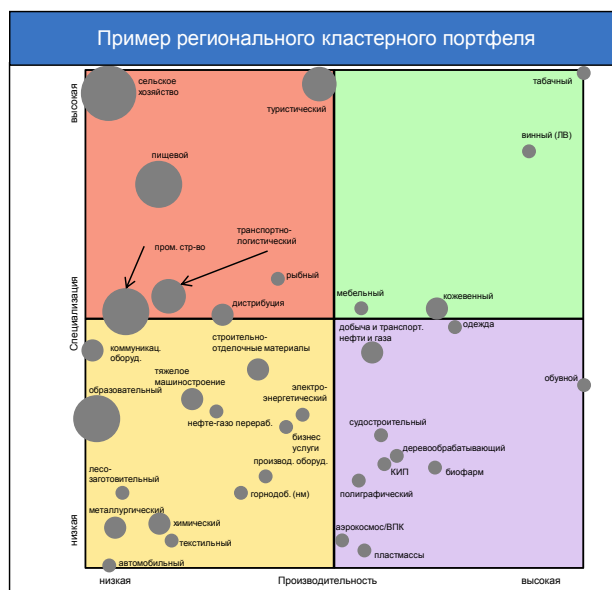 Пример регионального кластерного портфеля
высокая
Специализация
низкая
сельское
хозяйство
туристический
табачный
винный (ЛВ)
пищевой
транспортно-
логистический
пром. стр-во
рыбный
дистрибуция
мебельный
кожевенный
одежда
коммуникац.
оборуд.
строительно-
отделочные материалы
добыча и транспорт.
нефти и газа
тяжелое
машиностроение
образовательный
электро-
энергетический
обувной
нефте-газо перераб.
бизнес
услуги
судостроительный
деревообрабатывающий
КИП
биофарм
производ. оборуд.
полиграфический
лесо-
заготовительный
горнодоб. (нм)
металлургический
химический
текстильный
аэрокосмос/ВПК
пластмассы
автомобильный
низкая
Производительность
высокая